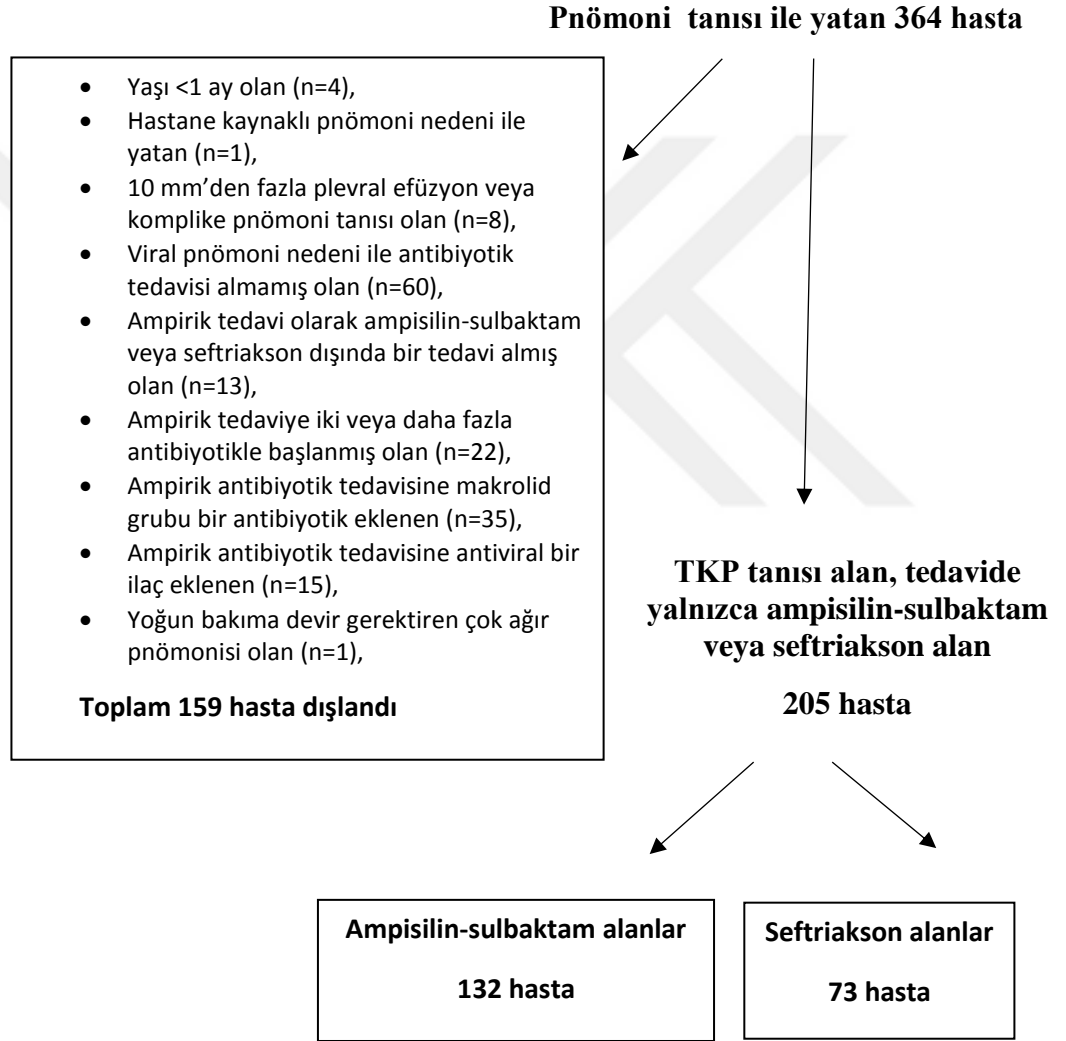 Pnömoni tanısı ile yatan 364 hasta
• Yaşı <1 ay olan (n=4),
• Hastane kaynaklı pnömoni nedeni ile
yatan (n=1),
• 10 mm’den fazla plevral efüzyon veya
komplike pnömoni tanısı olan (n=8),
• Viral pnömoni nedeni ile antibiyotik
tedavisi almamış olan (n=60),
• Ampirik tedavi olarak ampisilin-sulbaktam
veya seftriakson dışında bir tedavi almış
olan (n=13),
• Ampirik tedaviye iki veya daha fazla
antibiyotikle başlanmış olan (n=22),
• Ampirik antibiyotik tedavisine makrolid
grubu bir antibiyotik eklenen (n=35),
• Ampirik antibiyotik tedavisine antiviral bir
ilaç eklenen (n=15),
• Yoğun bakıma devir gerektiren çok ağır
pnömonisi olan (n=1),
Toplam 159 hasta dışlandı
TKP tanısı alan, tedavide
yalnızca ampisilin-sulbaktam
veya seftriakson alan
205 hasta
Ampisilin-sulbaktam alanlar
132 hasta
Seftriakson alanlar
73 hasta